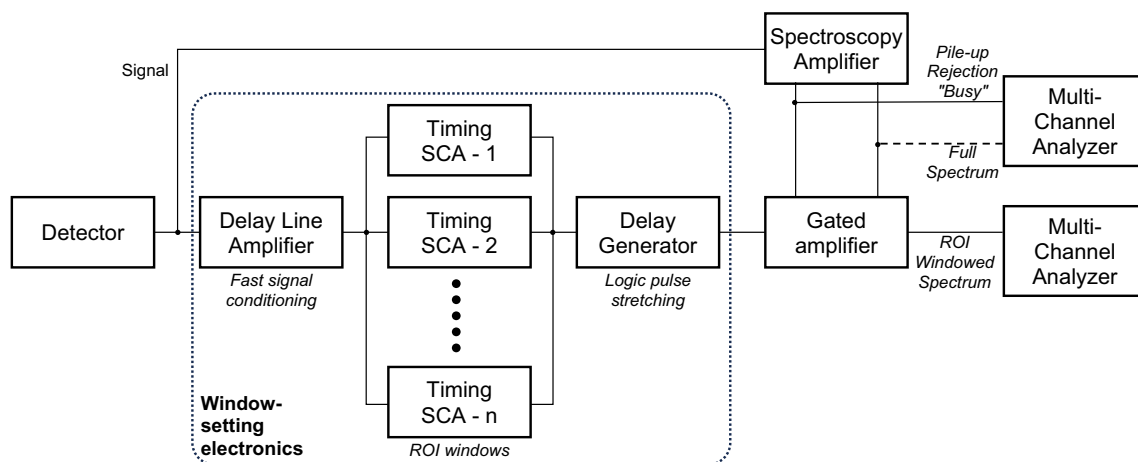 Spectroscopy
Amplifier
Signal
Pile-up
Rejection
"Busy"
Multi-
Channel
Analyzer
Full
Spectrum
Timing
SCA - 1
Detector
Delay Line
Amplifier
Fast signal
conditioning
Timing
SCA - 2
Delay
Generator
Logic pulse
stretching
Gated
amplifier
ROI
Windowed
Spectrum
Multi-
Channel
Analyzer
Timing
SCA - n
ROI windows
Window-
setting
electronics